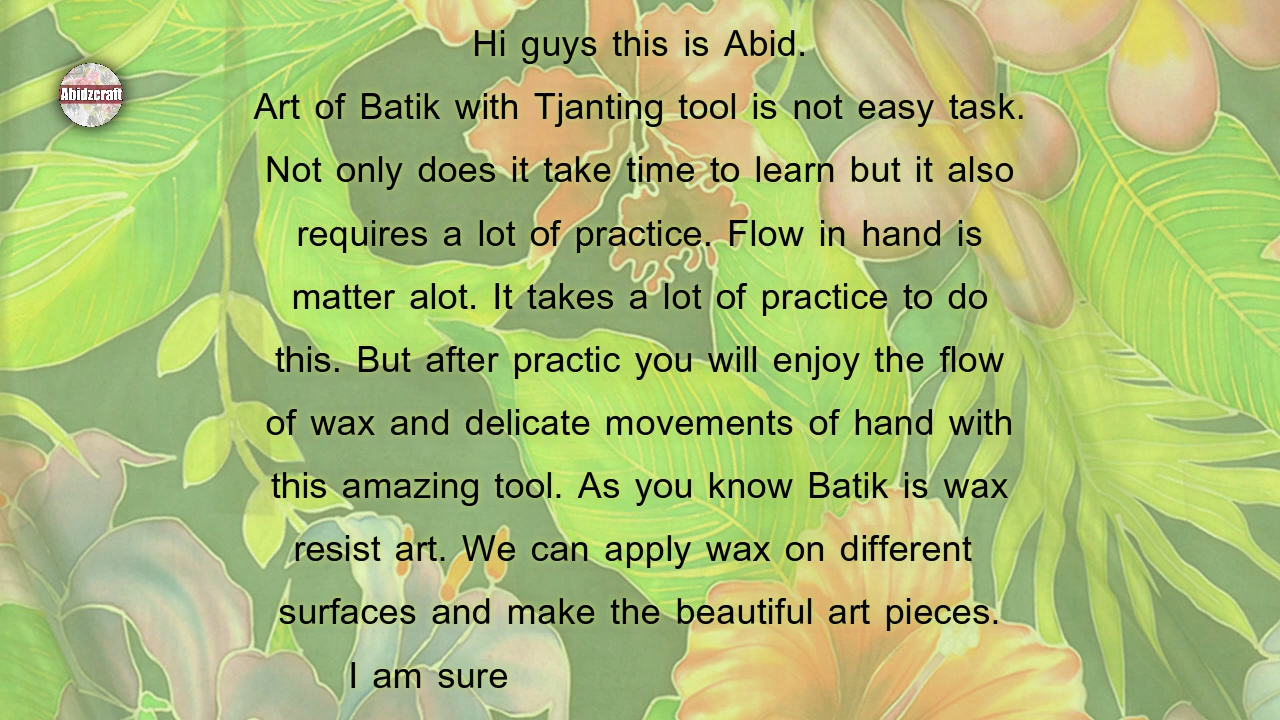 Hi guys this is Abid.
Abidzcraft
Art of Batik with Tjanting tool is not easy task.
Not only does it take time to learn but it also
requires a lot of practice. Flow in hand is
matter alot. It takes a lot of practice to do
this. But after practic you will enjoy the flow
of wax and delicate movements of hand with
this amazing tool. As you know Batik is wax
resist art. We can apply wax on different
surfaces and make the beautiful art pieces.
I am sure